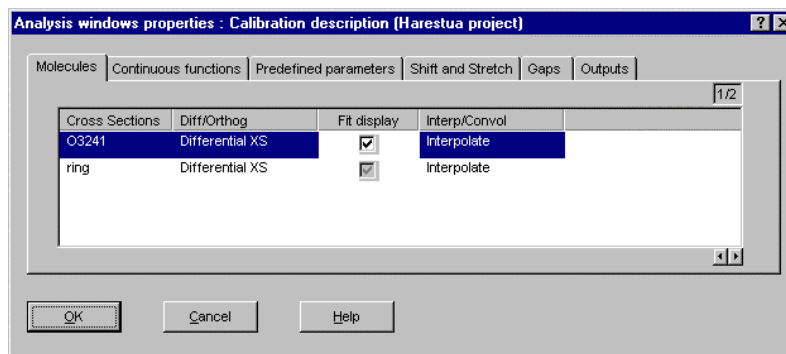 Analysis windows properties : Calibration description (Harestua project)
Molecules Continuous functions Predefined parameters Shift and Stretch Gaps Outputs
1/2
Cross Sections Diff/Orthog Fit display Interp/Convol
O3241 Differential XS Interpolate
ring Differential XS Interpolate
OK Cancel Help